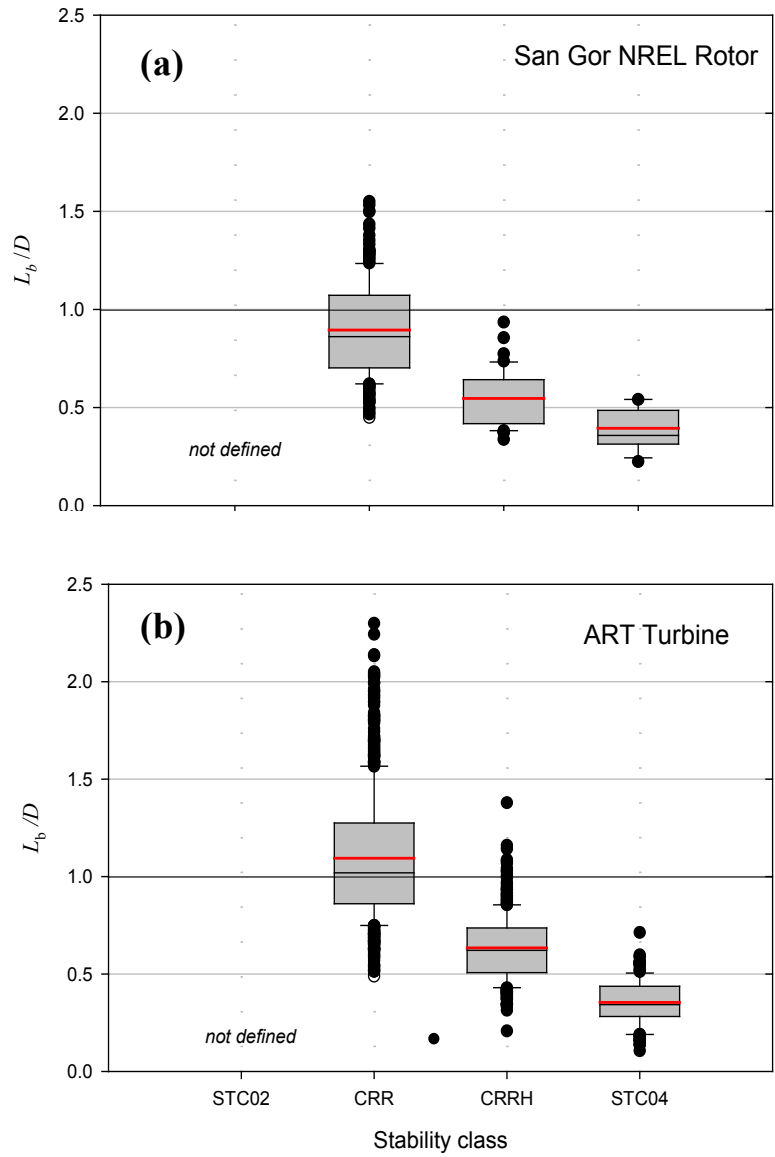 2.5
(a)
San Gor NREL Rotor
2.0
1.5
L_b/D
1.0
0.5
not defined
0.0
2.5
(b)
ART Turbine
2.0
1.5
L_b/D
1.0
0.5
not defined
0.0
STC02 CRR CRRH STC04
Stability class